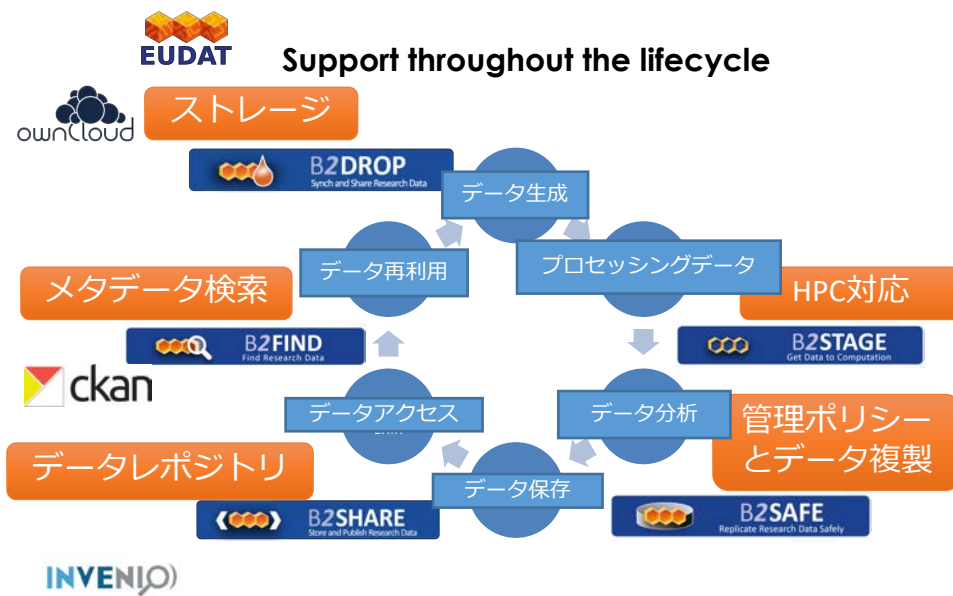 EUDAT
Support throughout the lifecycle
ownCloud
ストレージ
B2DROP
Synch and Share Research Data
データ生成
データ再利用
プロセッシングデータ
メタデータ検索
HPC対応
B2FIND
Find Research Data
B2STAGE
Get Data to Computation
ckan
データアクセス
データ分析
管理ポリシー
とデータ複製
データレポジトリ
データ保存
B2SHARE
Store and Publish Research Data
B2SAFE
Replicate Research Data Safely
INVENIO